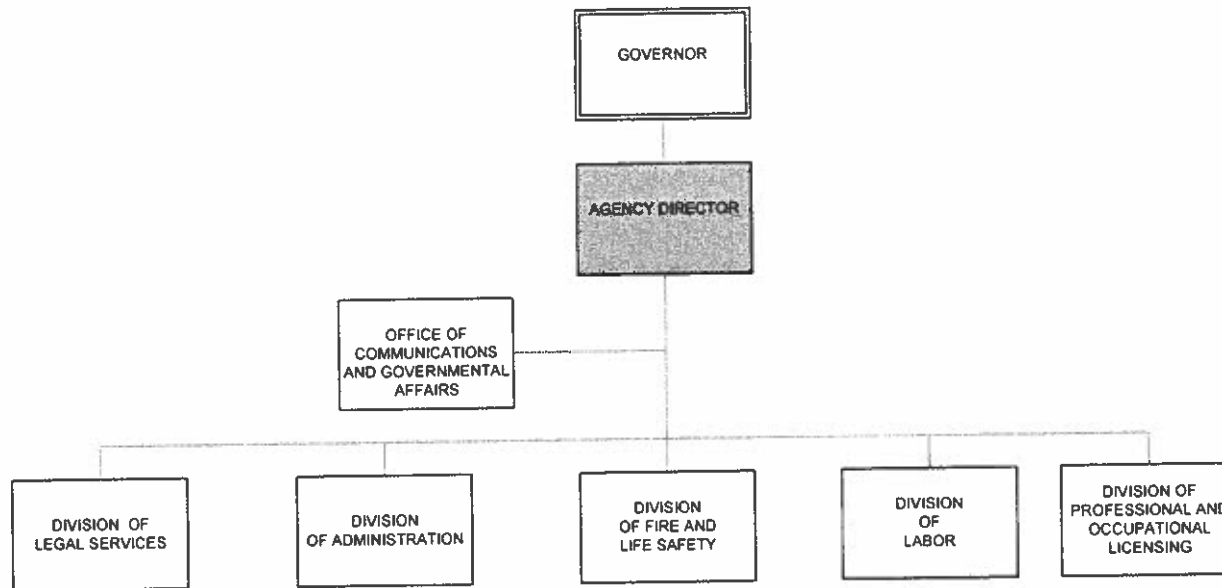 GOVERNOR
AGENCY DIRECTOR
OFFICE OF
COMMUNICATIONS
AND GOVERNMENTAL
AFFAIRS
DIVISION OF
LEGAL SERVICES
DIVISION
OF ADMINISTRATION
DIVISION
OF FIRE AND
LIFE SAFETY
DIVISION
OF
LABOR
DIVISION OF
PROFESSIONAL AND
OCCUPATIONAL
LICENSING